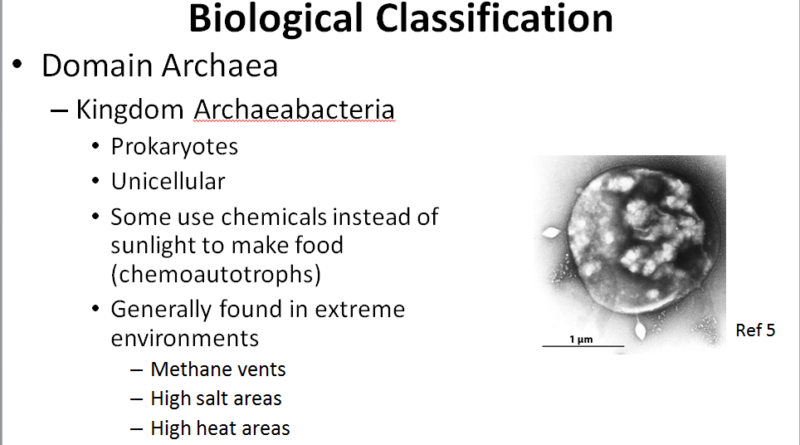 Biological Classification
• Domain Archaea
– Kingdom Archaeabacteria
• Prokaryotes
• Unicellular
• Some use chemicals instead of
sunlight to make food
(chemoautotrophs)
• Generally found in extreme
environments
– Methane vents
– High salt areas
– High heat areas
1 µm
Ref 5